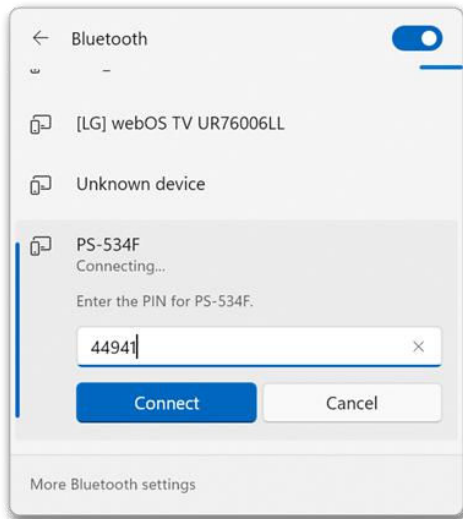 Bluetooth
[LG] webOS TV UR76006LL
Unknown device
PS-534F
Connecting...
Enter the PIN for PS-534F.
44941
Connect
Cancel
More Bluetooth settings